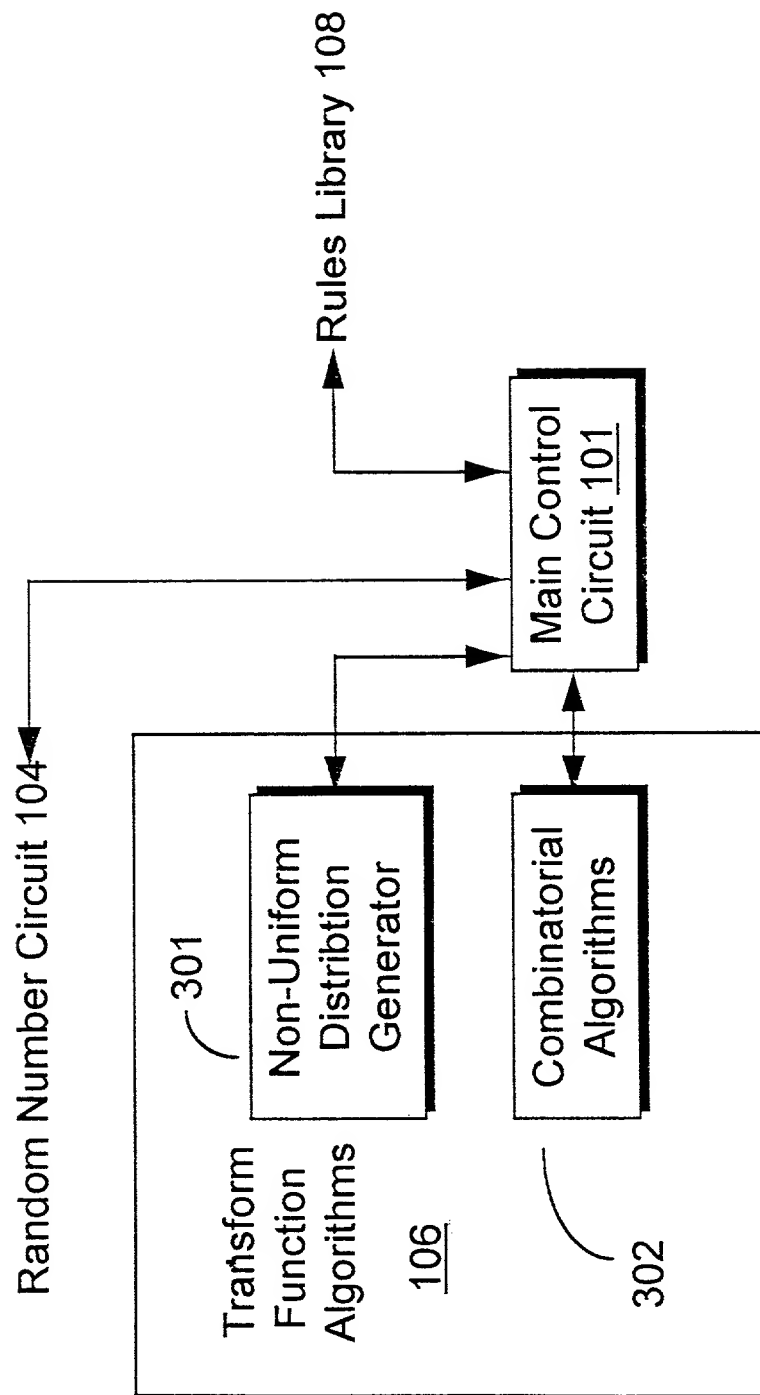 Random Number Circuit 104
301
Transform
Function
Algorithms
106
Non-Uniform
Distribtion
Generator
Rules Library 108
302
Combinatorial
Algorithms
Main Control
Circuit 101